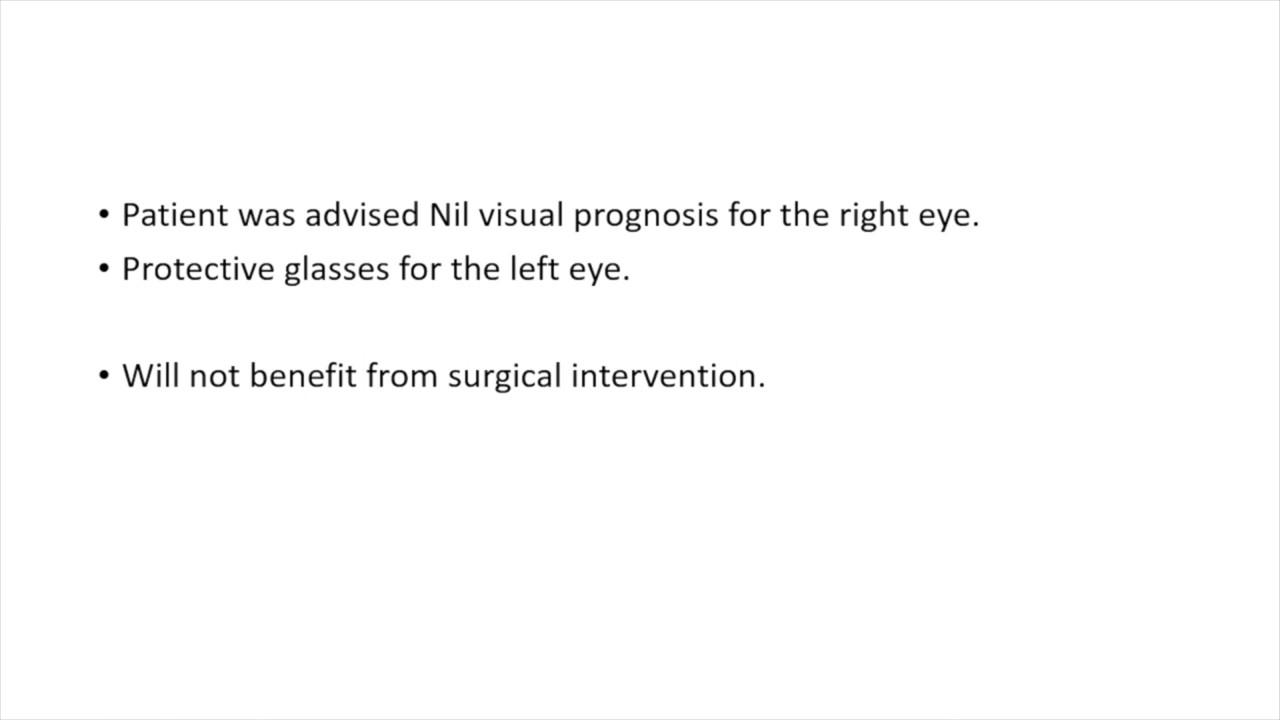 • Patient was advised Nil visual prognosis for the right eye.
• Protective glasses for the left eye.
• Will not benefit from surgical intervention.